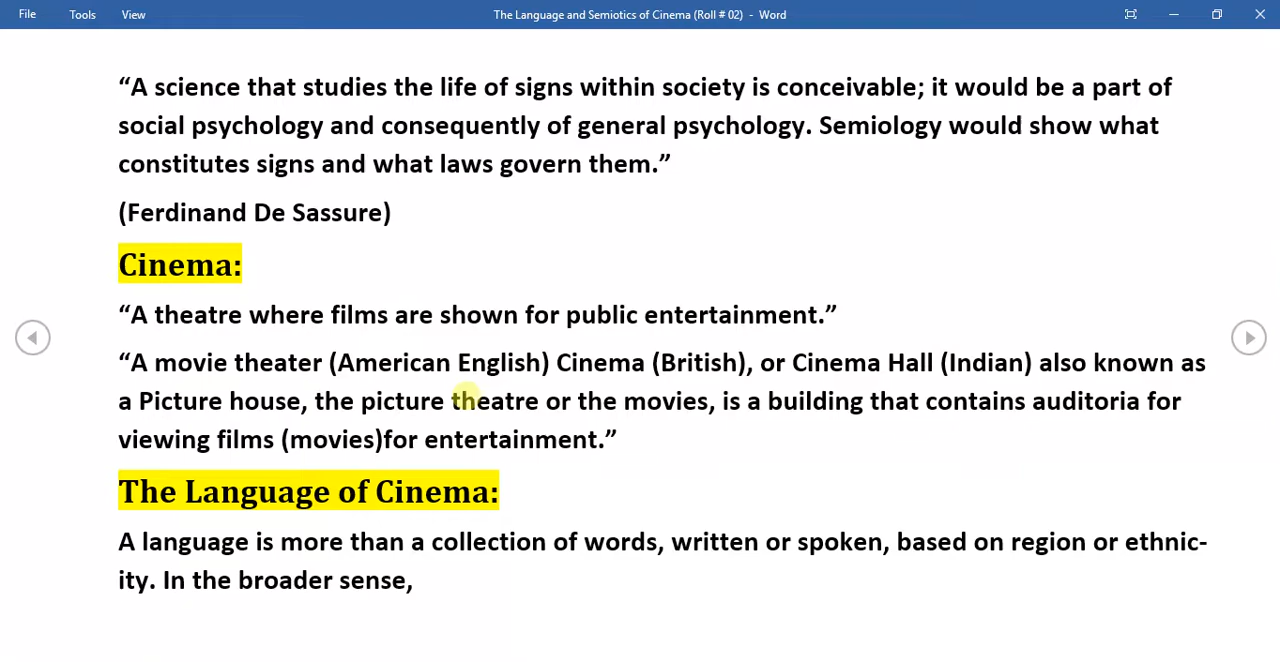 File Tools View The Language and Semiotics of Cinema (Roll # 02) - Word
“A science that studies the life of signs within society is conceivable; it would be a part of
social psychology and consequently of general psychology. Semiology would show what
constitutes signs and what laws govern them.”
(Ferdinand De Sassure)
Cinema:
“A theatre where films are shown for public entertainment.”
“A movie theater (American English) Cinema (British), or Cinema Hall (Indian) also known as
a Picture house, the picture theatre or the movies, is a building that contains auditoria for
viewing films (movies)for entertainment.”
The Language of Cinema:
A language is more than a collection of words, written or spoken, based on region or ethnic-
ity. In the broader sense,